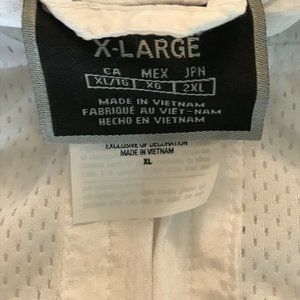 X-LARGE
CA MEX JPN
XL/TG XG 2XL
MADE IN VIETNAM
FABRIQUÉ AU VIET-NAM
HECHO EN VIETNAM
EXCLUSIVE OF DECORATION
MADE IN VIETNAM
XL